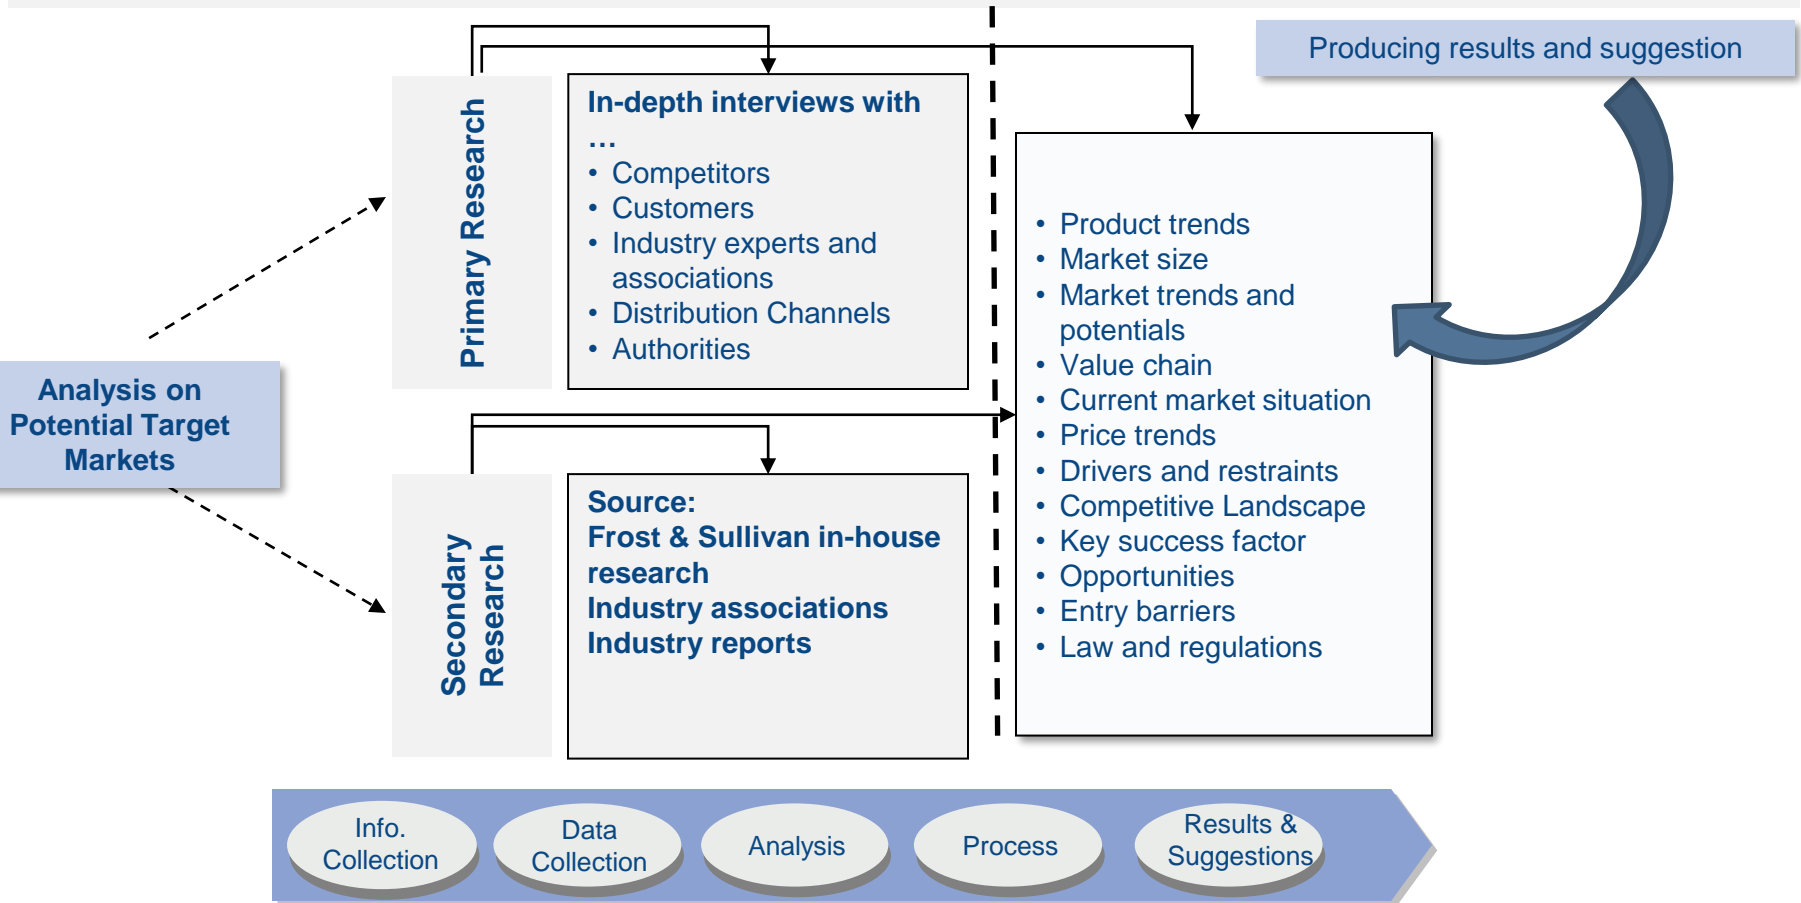 Producing results and suggestion
Primary Research
In-depth interviews with
…
• Competitors
• Customers
• Industry experts and
associations
• Distribution Channels
• Authorities
• Product trends
• Market size
• Market trends and
potentials
• Value chain
• Current market situation
• Price trends
• Drivers and restraints
• Competitive Landscape
• Key success factor
• Opportunities
• Entry barriers
• Law and regulations
Analysis on
Potential Target
Markets
Secondary
Research
Source:
Frost & Sullivan in-house
research
Industry associations
Industry reports
Info.
Collection
Data
Collection
Analysis
Process
Results &
Suggestions